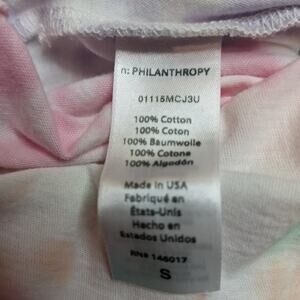 n: PHILANTHROPY
01115MCJ3U
100% Cotton
100% Coton
100% Baumwolle
100% Cotone
100% Algodón
Made in USA
Fabriqué en
États-Unis
Hecho en
Estados Unidos
RN# 146017
S